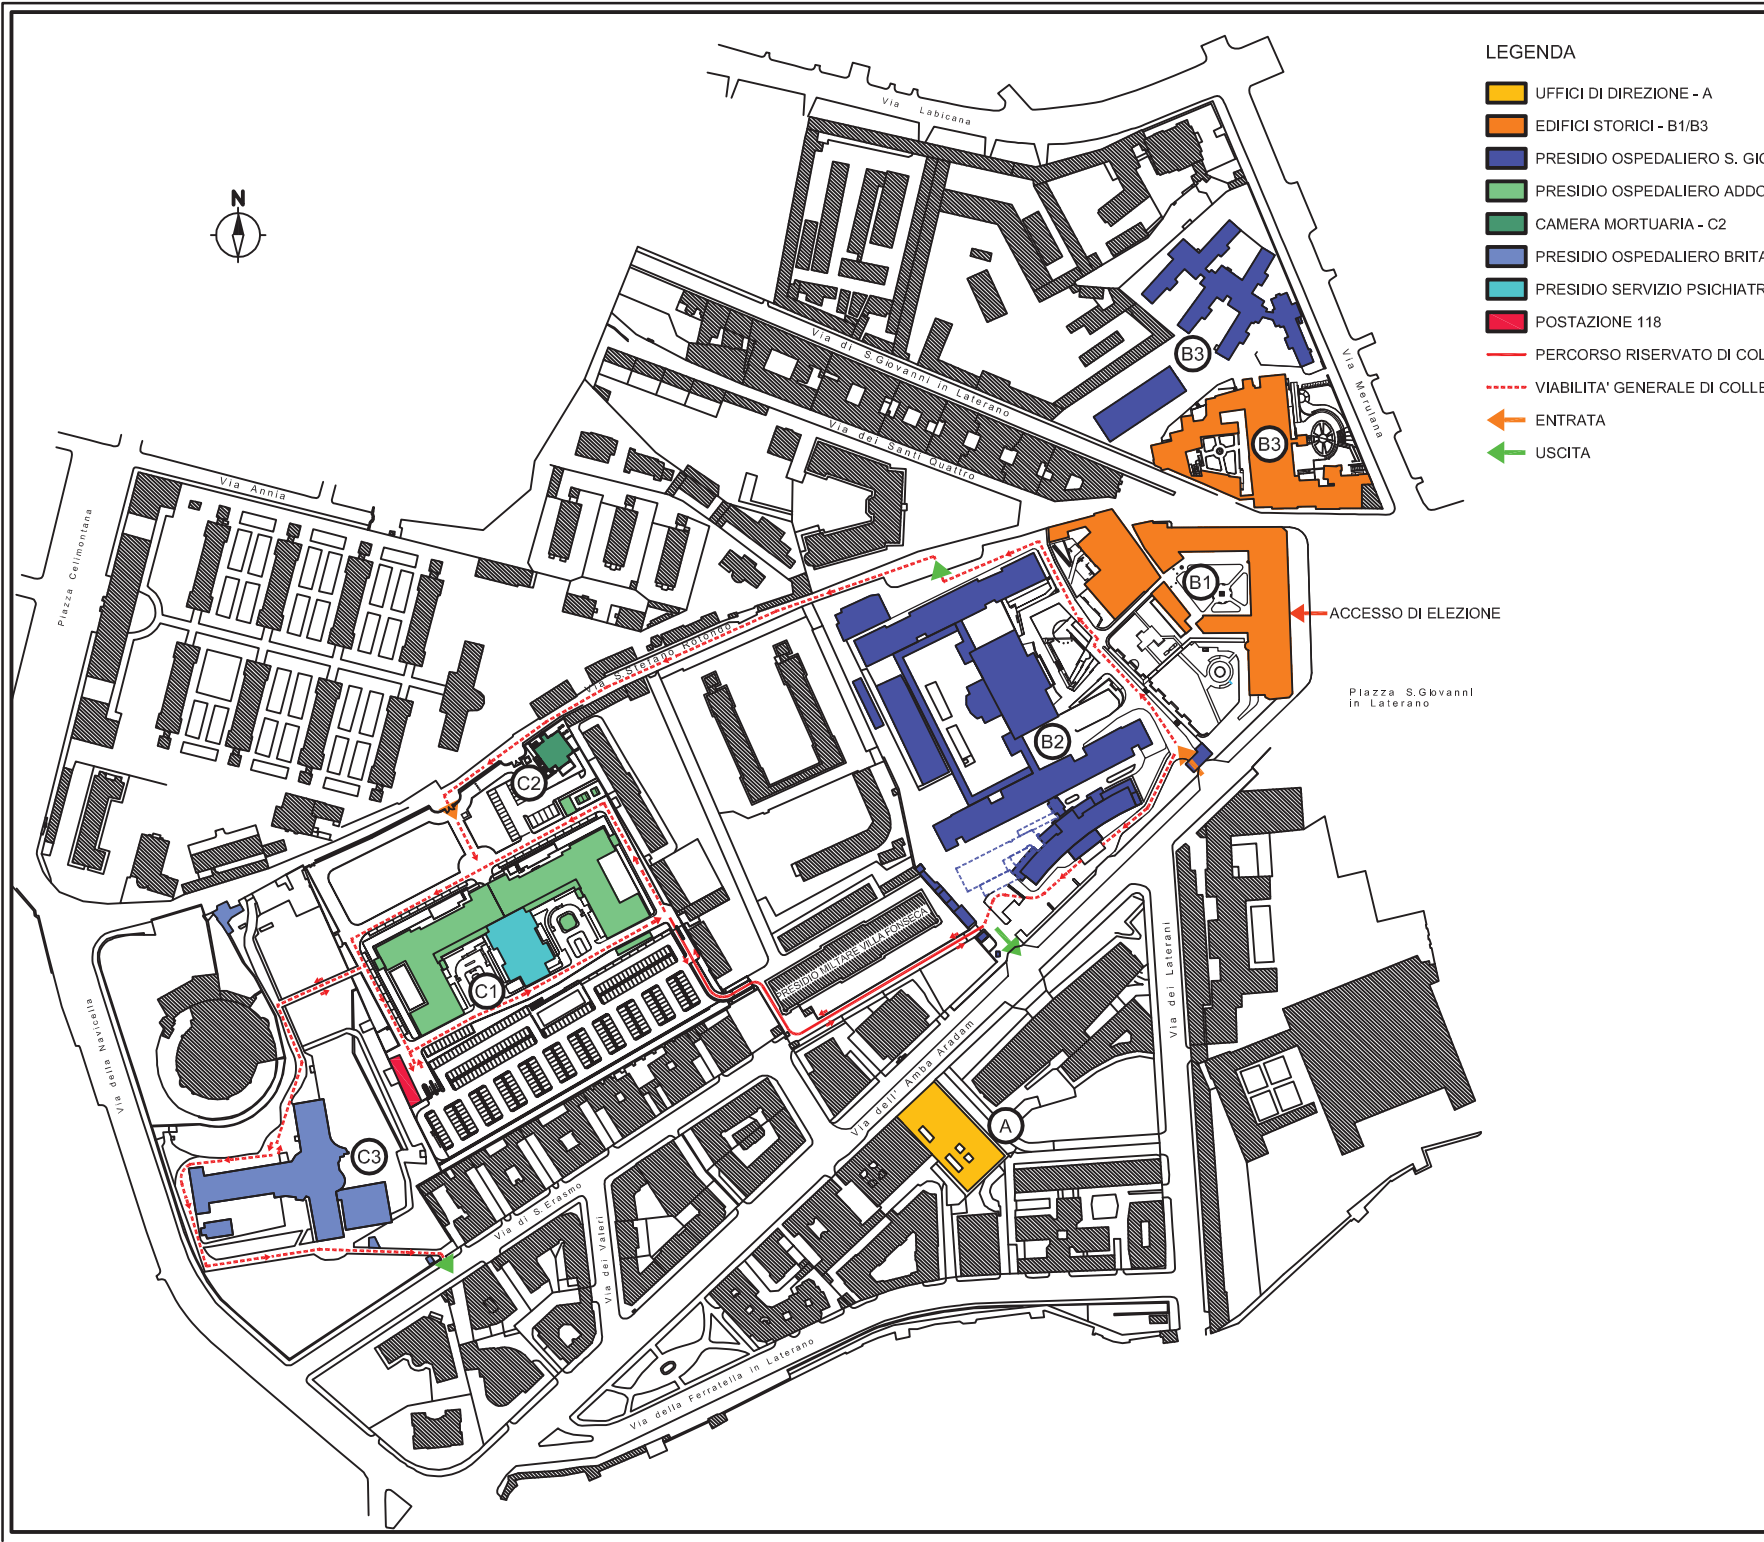 LEGENDA
UFFICI DI DIREZIONE - A
EDIFICI STORICI - B1/B3
PRESIDIO OSPEDALIERO S. GIO
PRESIDIO OSPEDALIERO ADDO
CAMERA MORTUARIA - C2
PRESIDIO OSPEDALIERO BRITA
PRESIDIO SERVIZIO PSICHIATR
POSTAZIONE 118
PERCORSO RISERVATO DI COL
VIABILITA' GENERALE DI COLLE
ENTRATA
USCITA
N
Via Labicana
Via Merulana
Via di S.Giovanni in Laterano
Via dei Santi Quattro
B3
B3
Via Annia
Piazza Celimontana
B1
ACCESSO DI ELEZIONE
Piazza S.Giovanni
in Laterano
Via S.Stefano Rotondo
B2
C2
PRESIDIO MILTARE VILLA FONSECA
C1
Via dei Laterani
Via della Navicella
Via dell' Amba Aradam
A
C3
Via di S.Erasmo
Via dei Valeri
Via della Ferratella in Laterano